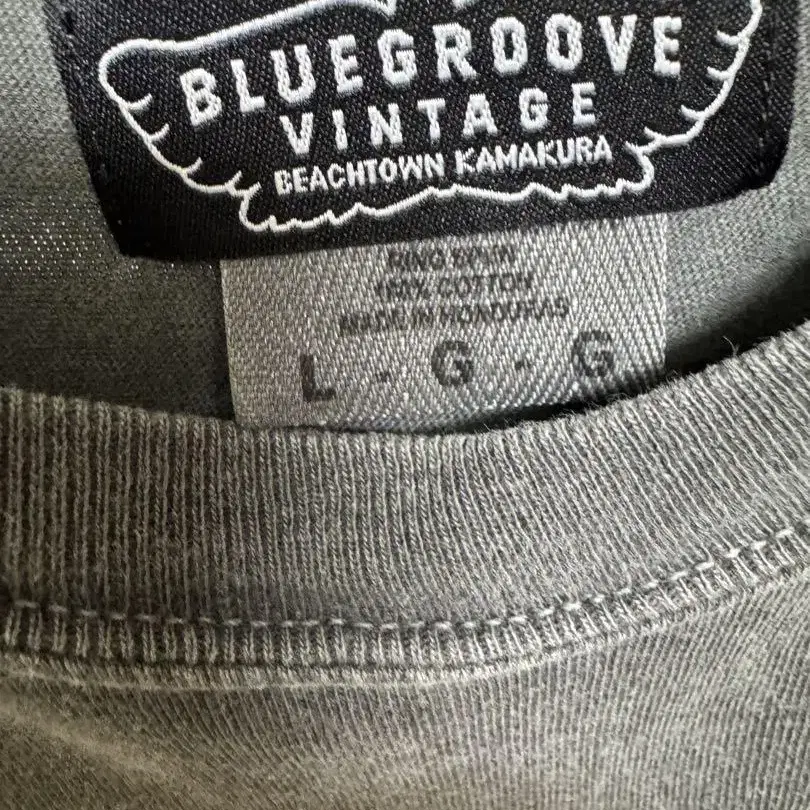 BLUEGROOVE
VINTAGE
BEACHTOWN KAMAKURA
RING SPUN
100% COTTON
MADE IN HONDURAS
L - G - G